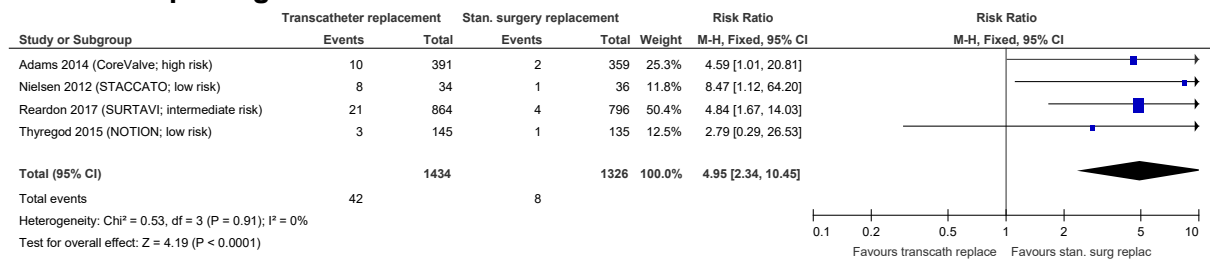 Transcatheter replacement Stan. surgery replacement Risk Ratio Risk Ratio
Study or Subgroup Events Total Events Total Weight M-H, Fixed, 95% CI M-H, Fixed, 95% CI
Adams 2014 (CoreValve; high risk) 10 391 2 359 25.3% 4.59 [1.01, 20.81]
Nielsen 2012 (STACCATO; low risk) 8 34 1 36 11.8% 8.47 [1.12, 64.20]
Reardon 2017 (SURTAVI; intermediate risk) 21 864 4 796 50.4% 4.84 [1.67, 14.03]
Thyregod 2015 (NOTION; low risk) 3 145 1 135 12.5% 2.79 [0.29, 26.53]
Total (95% CI) 1434 1326 100.0% 4.95 [2.34, 10.45]
Total events 42 8
Heterogeneity: Chi² = 0.53, df = 3 (P = 0.91); I² = 0%
Test for overall effect: Z = 4.19 (P < 0.0001)
0.1 0.2 0.5 1 2 5 10
Favours transcath replace Favours stan. surg replac